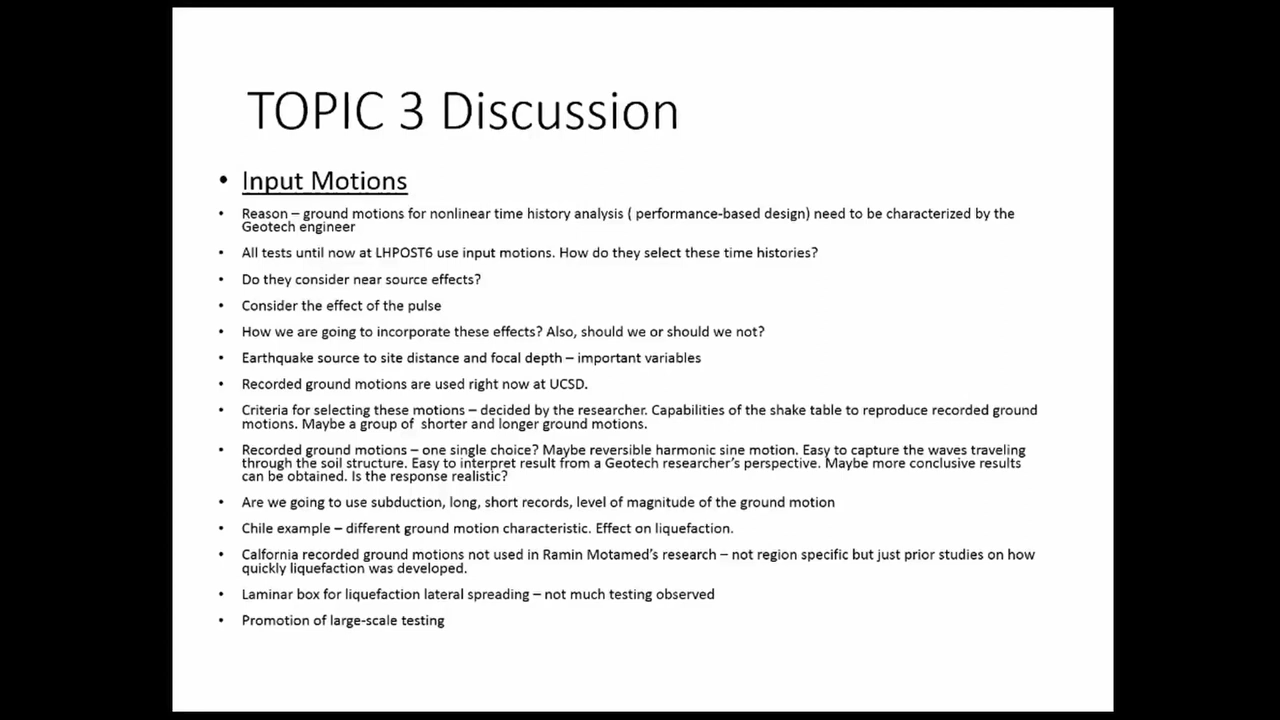 TOPIC 3 Discussion
• Input Motions
• Reason – ground motions for nonlinear time history analysis ( performance-based design) need to be characterized by the
Geotech engineer
• All tests until now at LHPOST6 use input motions. How do they select these time histories?
• Do they consider near source effects?
• Consider the effect of the pulse
• How we are going to incorporate these effects? Also, should we or should we not?
• Earthquake source to site distance and focal depth – important variables
• Recorded ground motions are used right now at UCSD.
• Criteria for selecting these motions – decided by the researcher. Capabilities of the shake table to reproduce recorded ground
motions. Maybe a group of  shorter and longer ground motions.
• Recorded ground motions – one single choice? Maybe reversible harmonic sine motion. Easy to capture the waves traveling
through the soil structure. Easy to interpret result from a Geotech researcher's perspective. Maybe more conclusive results
can be obtained. Is the response realistic?
• Are we going to use subduction, long, short records, level of magnitude of the ground motion
• Chile example – different ground motion characteristic. Effect on liquefaction.
• Calfornia recorded ground motions not used in Ramin Motamed's research – not region specific but just prior studies on how
quickly liquefaction was developed.
• Laminar box for liquefaction lateral spreading – not much testing observed
• Promotion of large-scale testing